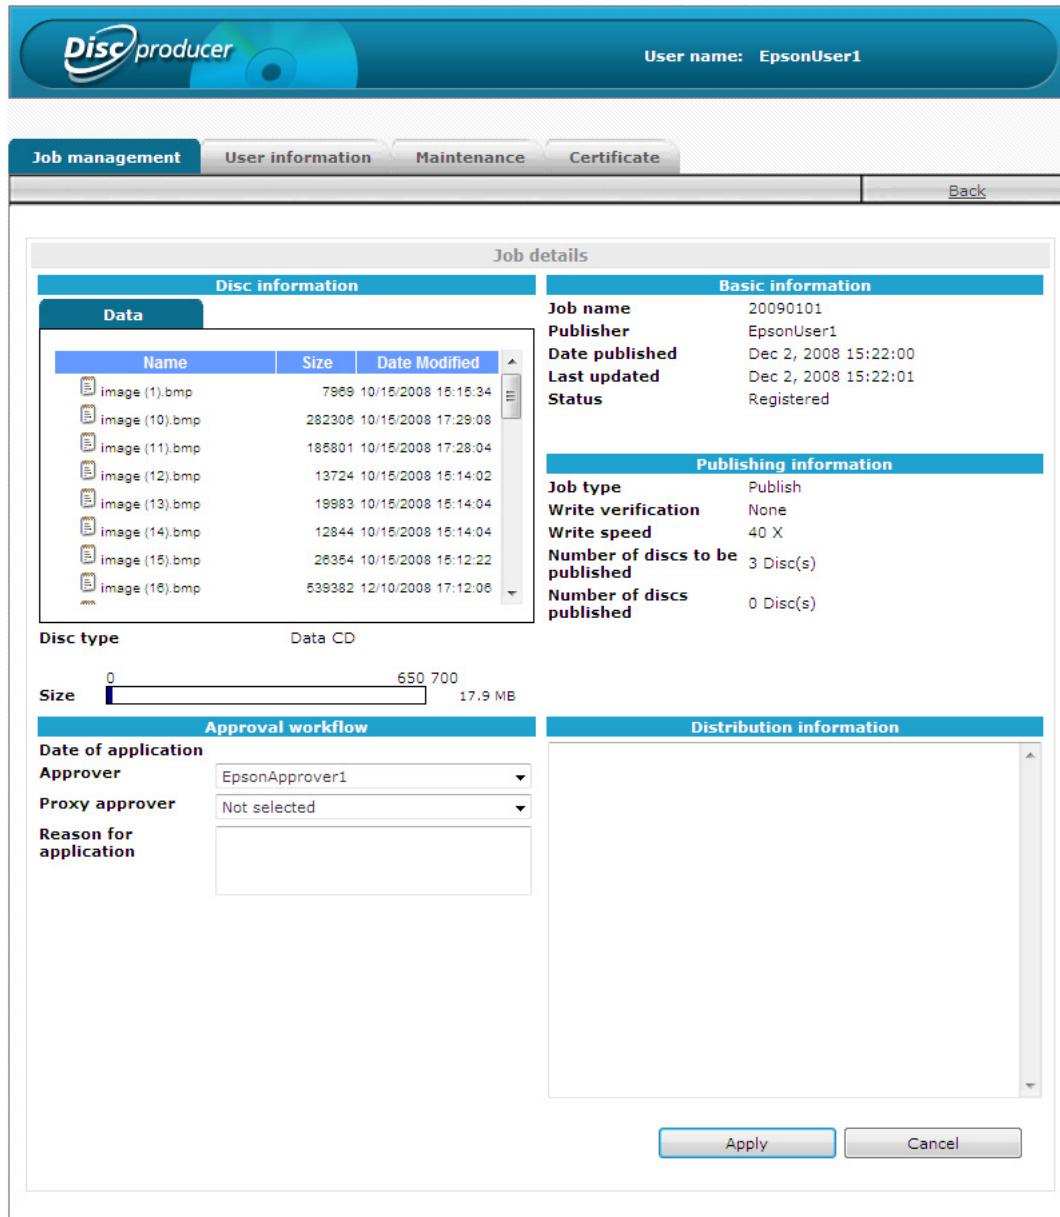 Disc producer
User name: EpsonUser1
Job management User information Maintenance Certificate
Back
Job details
Disc information
Data
Name Size Date Modified
image (1).bmp 7969 10/15/2008 15:15:34
image (10).bmp 282306 10/15/2008 17:29:08
image (11).bmp 185801 10/15/2008 17:28:04
image (12).bmp 13724 10/15/2008 15:14:02
image (13).bmp 19983 10/15/2008 15:14:04
image (14).bmp 12844 10/15/2008 15:14:04
image (15).bmp 26354 10/15/2008 15:12:22
image (16).bmp 539382 12/10/2008 17:12:06
Disc type Data CD
0 650 700
Size 17.9 MB
Basic information
Job name 20090101
Publisher EpsonUser1
Date published Dec 2, 2008 15:22:00
Last updated Dec 2, 2008 15:22:01
Status Registered
Publishing information
Job type Publish
Write verification None
Write speed 40 X
Number of discs to be
published 3 Disc(s)
Number of discs
published 0 Disc(s)
Approval workflow
Date of application
Approver EpsonApprover1
Proxy approver Not selected
Reason for
application
Distribution information
Apply Cancel